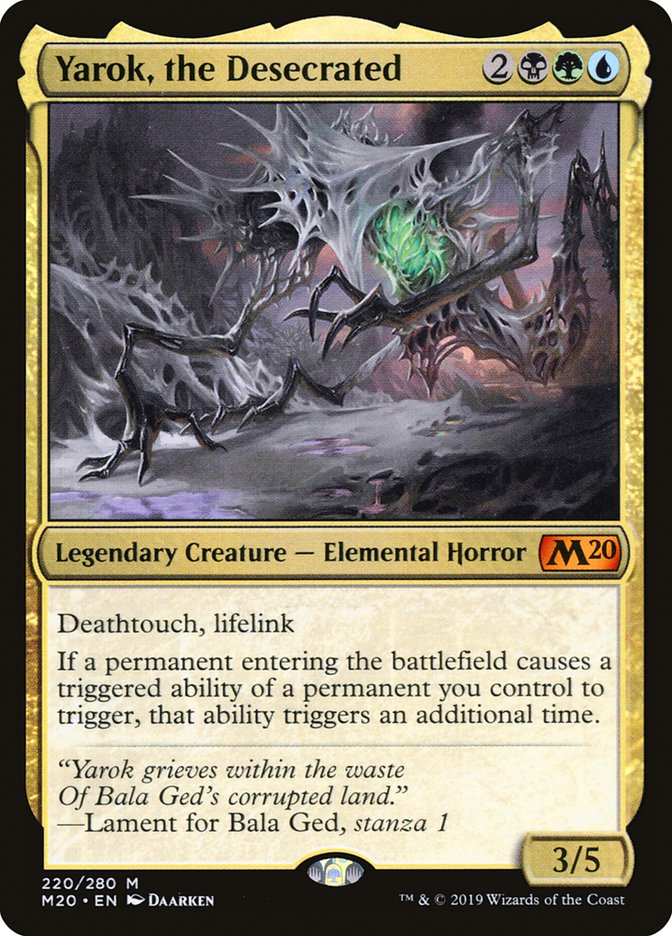 Yarok, the Desecrated 2
Legendary Creature — Elemental Horror M20
Deathtouch, lifelink
If a permanent entering the battlefield causes a
triggered ability of a permanent you control to
trigger, that ability triggers an additional time.
“Yarok grieves within the waste
Of Bala Ged’s corrupted land.”
—Lament for Bala Ged, stanza 1
3/5
220/280 M
M20 • EN DAARKEN
™ & © 2019 Wizards of the Coast